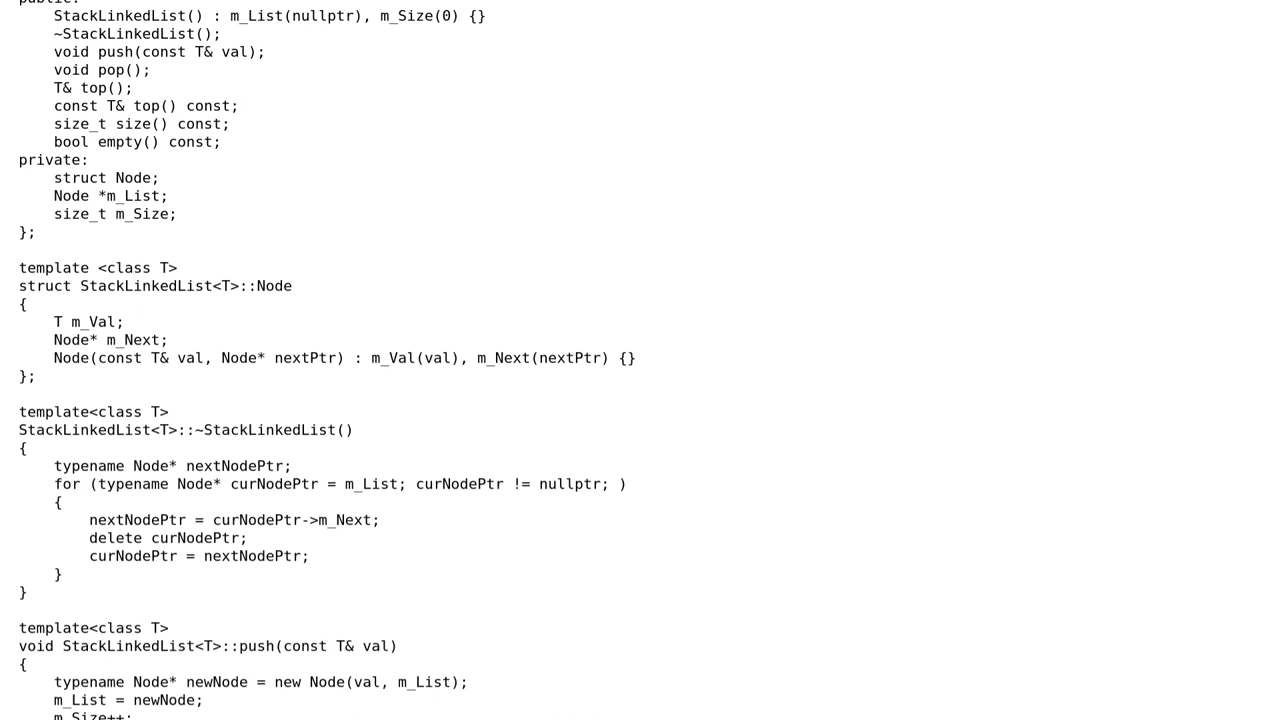 public:
    StackLinkedList() : m_List(nullptr), m_Size(0) {}
    ~StackLinkedList();
    void push(const T& val);
    void pop();
    T& top();
    const T& top() const;
    size_t size() const;
    bool empty() const;
private:
    struct Node;
    Node *m_List;
    size_t m_Size;
};

template <class T>
struct StackLinkedList<T>::Node
{
    T m_Val;
    Node* m_Next;
    Node(const T& val, Node* nextPtr) : m_Val(val), m_Next(nextPtr) {}
};

template<class T>
StackLinkedList<T>::~StackLinkedList()
{
    typename Node* nextNodePtr;
    for (typename Node* curNodePtr = m_List; curNodePtr != nullptr; )
    {
        nextNodePtr = curNodePtr->m_Next;
        delete curNodePtr;
        curNodePtr = nextNodePtr;
    }
}

template<class T>
void StackLinkedList<T>::push(const T& val)
{
    typename Node* newNode = new Node(val, m_List);
    m_List = newNode;
    m_Size++;